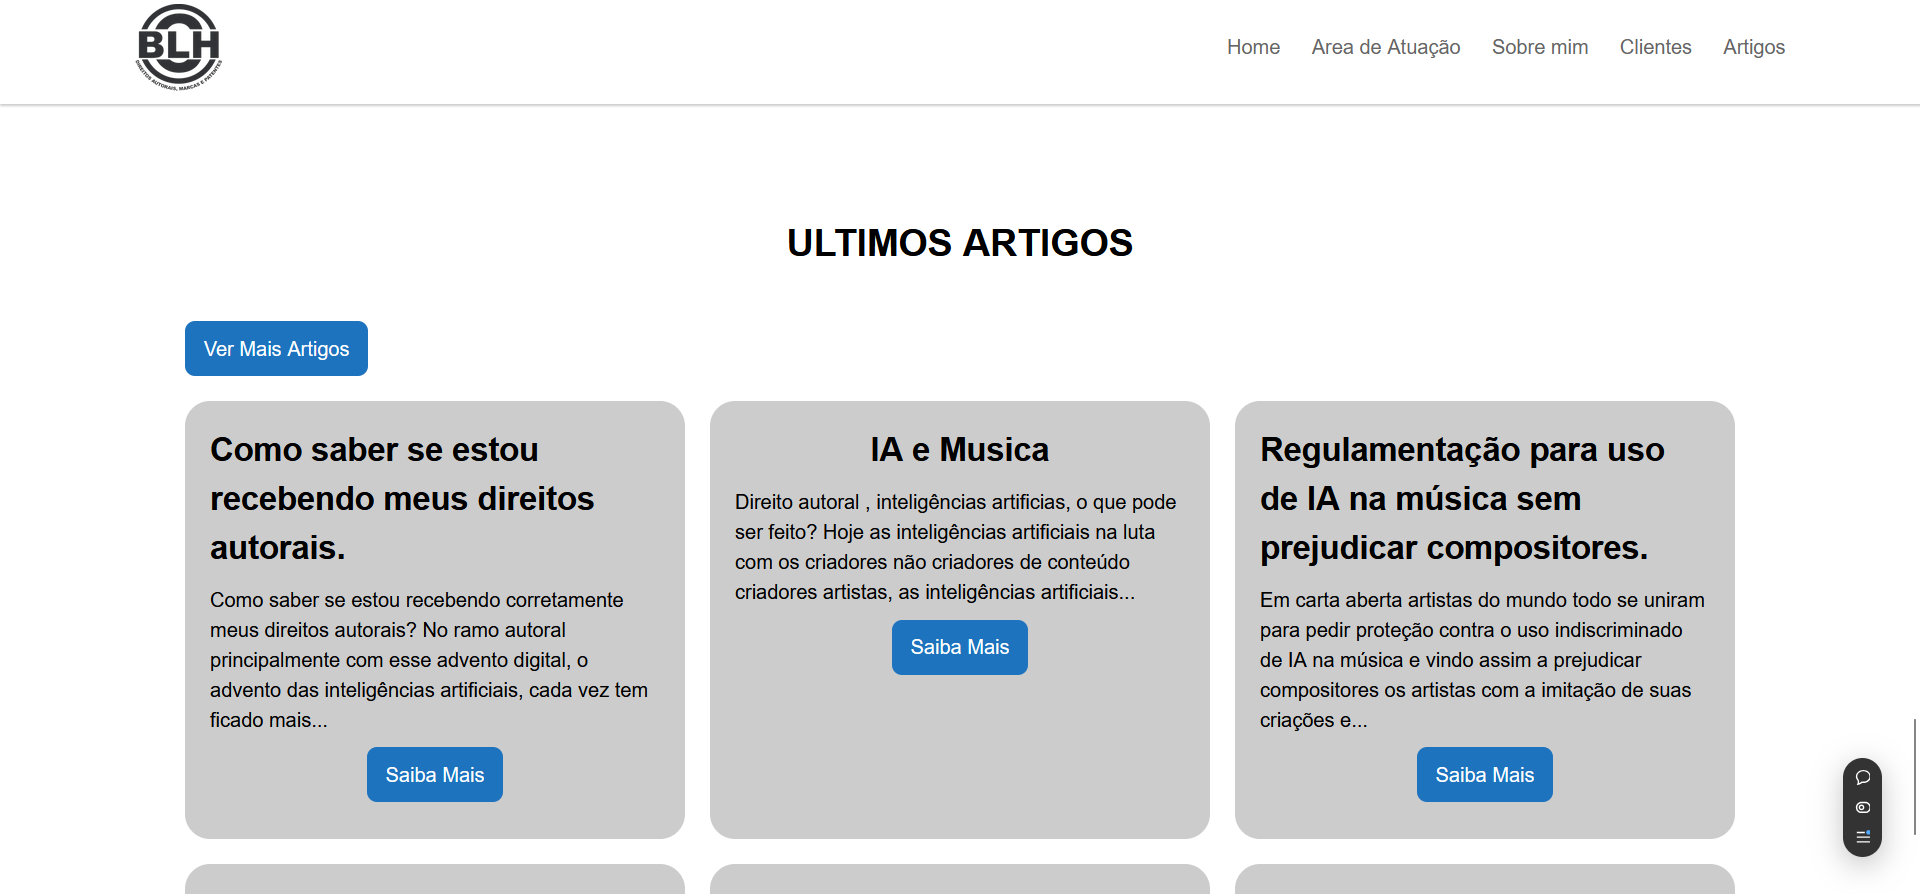 BLH
DIREITOS AUTORAIS, MARCAS E PATENTES
Home
Area de Atuação
Sobre mim
Clientes
Artigos
ULTIMOS ARTIGOS
Ver Mais Artigos
Como saber se estou
recebendo meus direitos
autorais.
Como saber se estou recebendo corretamente
meus direitos autorais? No ramo autoral
principalmente com esse advento digital, o
advento das inteligências artificiais, cada vez tem
ficado mais...
Saiba Mais
IA e Musica
Direito autoral , inteligências artificias, o que pode
ser feito? Hoje as inteligências artificiais na luta
com os criadores não criadores de conteúdo
criadores artistas, as inteligências artificiais...
Saiba Mais
Regulamentação para uso
de IA na música sem
prejudicar compositores.
Em carta aberta artistas do mundo todo se uniram
para pedir proteção contra o uso indiscriminado
de IA na música e vindo assim a prejudicar
compositores os artistas com a imitação de suas
criações e...
Saiba Mais